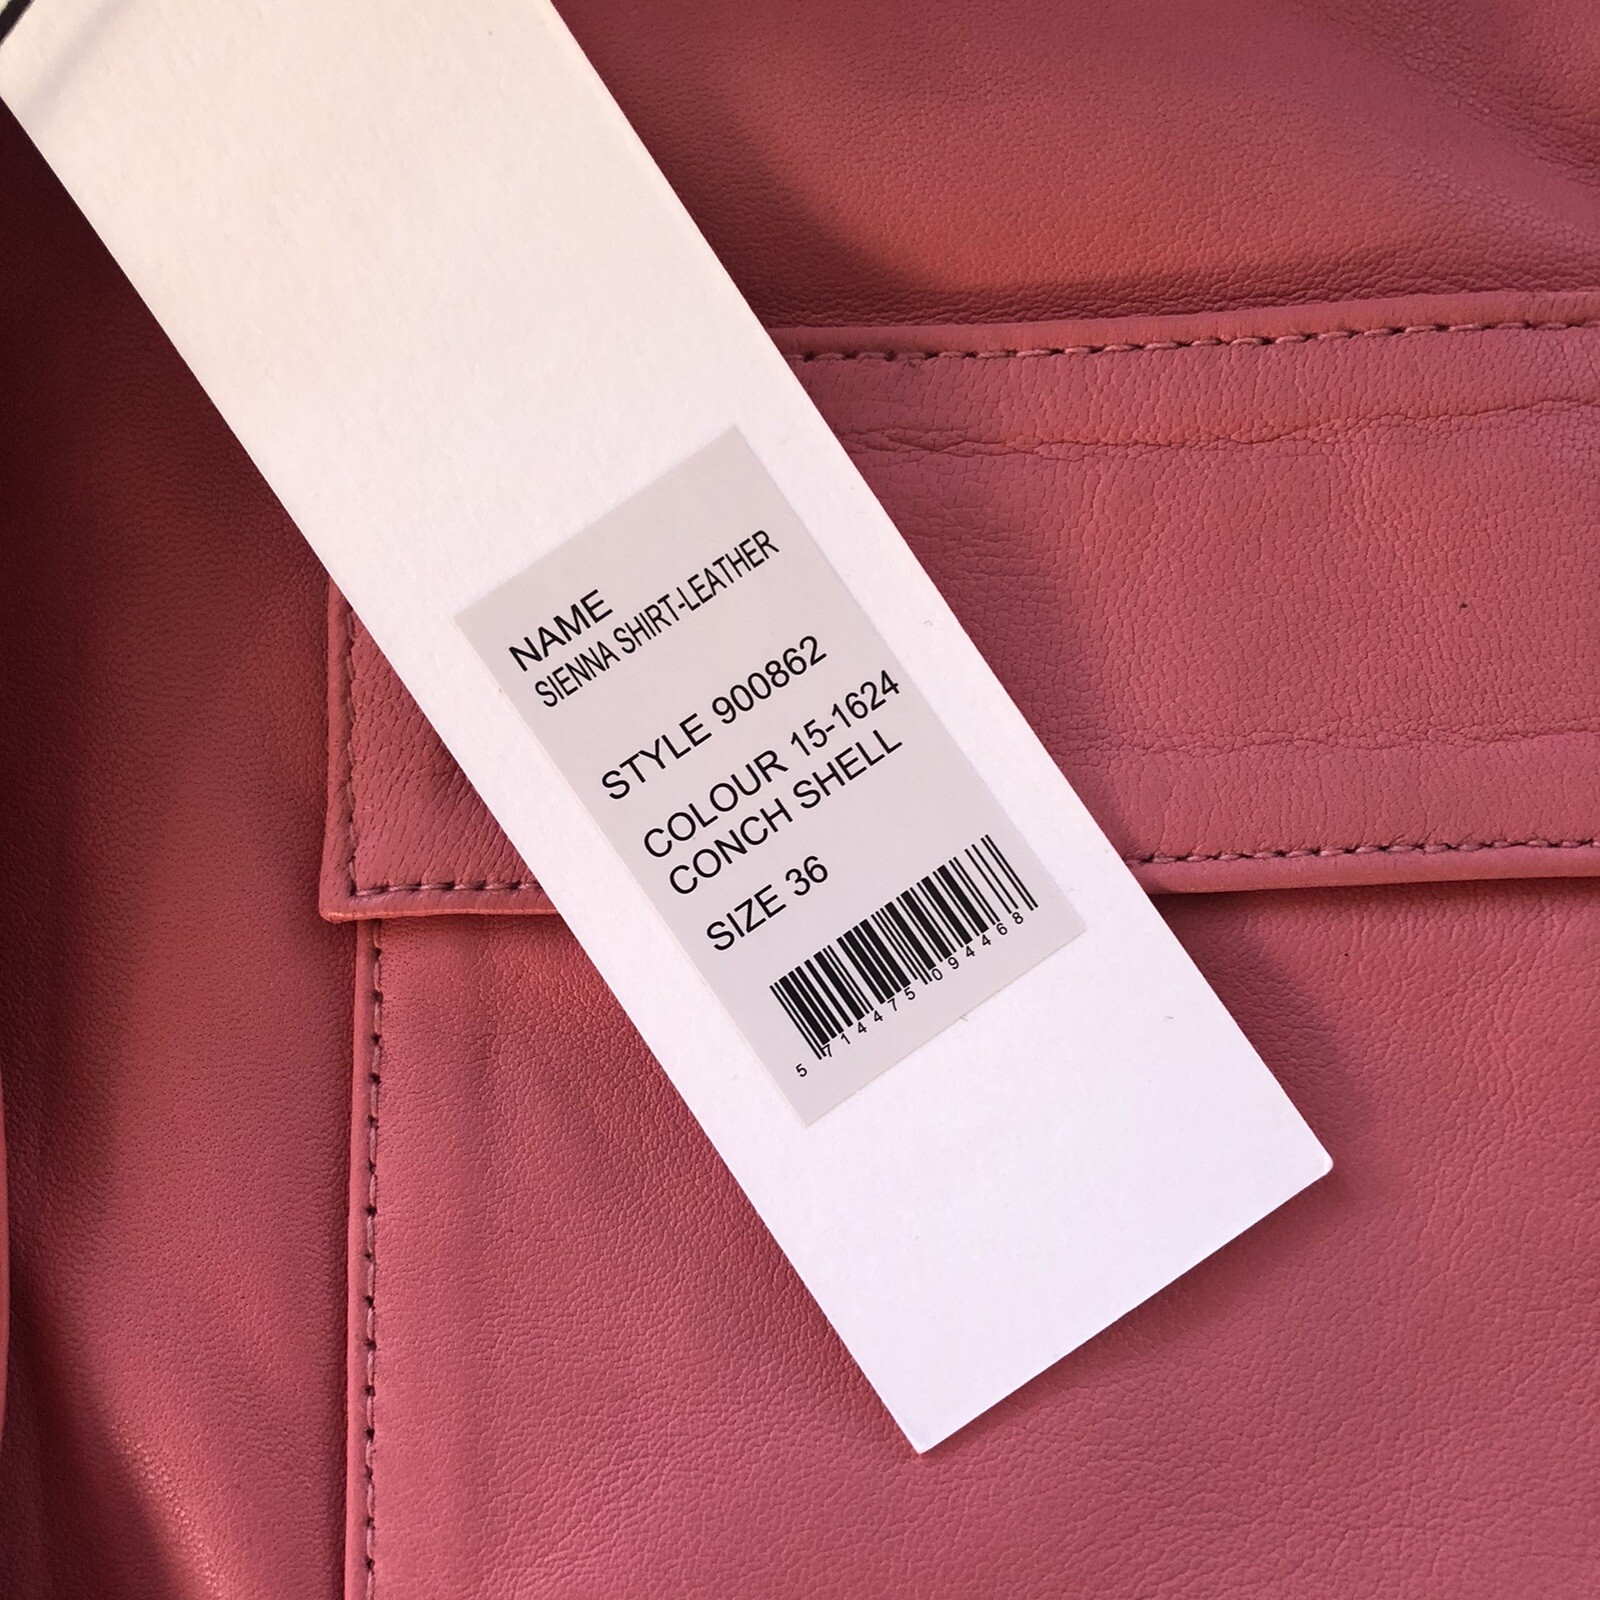 NAME
SIENNA SHIRT-LEATHER
STYLE 900862
COLOUR 15-1624
CONCH SHELL
SIZE 36
5 714475 094468